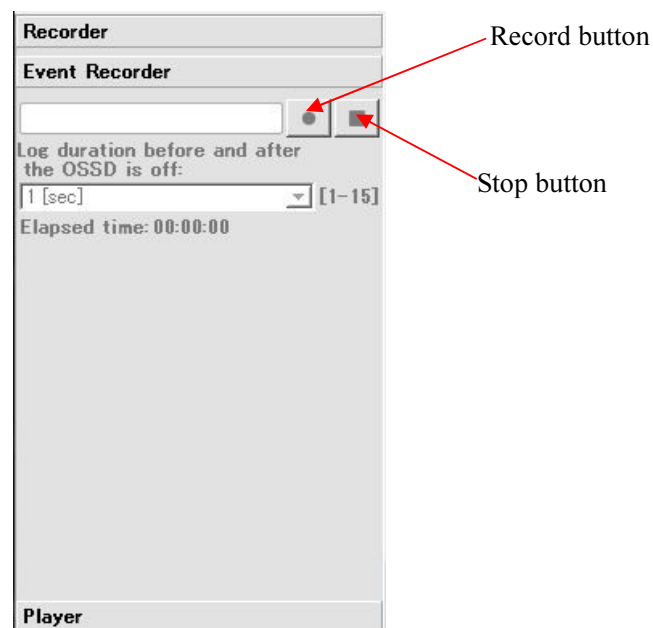 Recorder
Record button
Event Recorder
Log duration before and after
the OSSD is off:
Stop button
1 [sec] [1-15]
Elapsed time: 00:00:00
Player